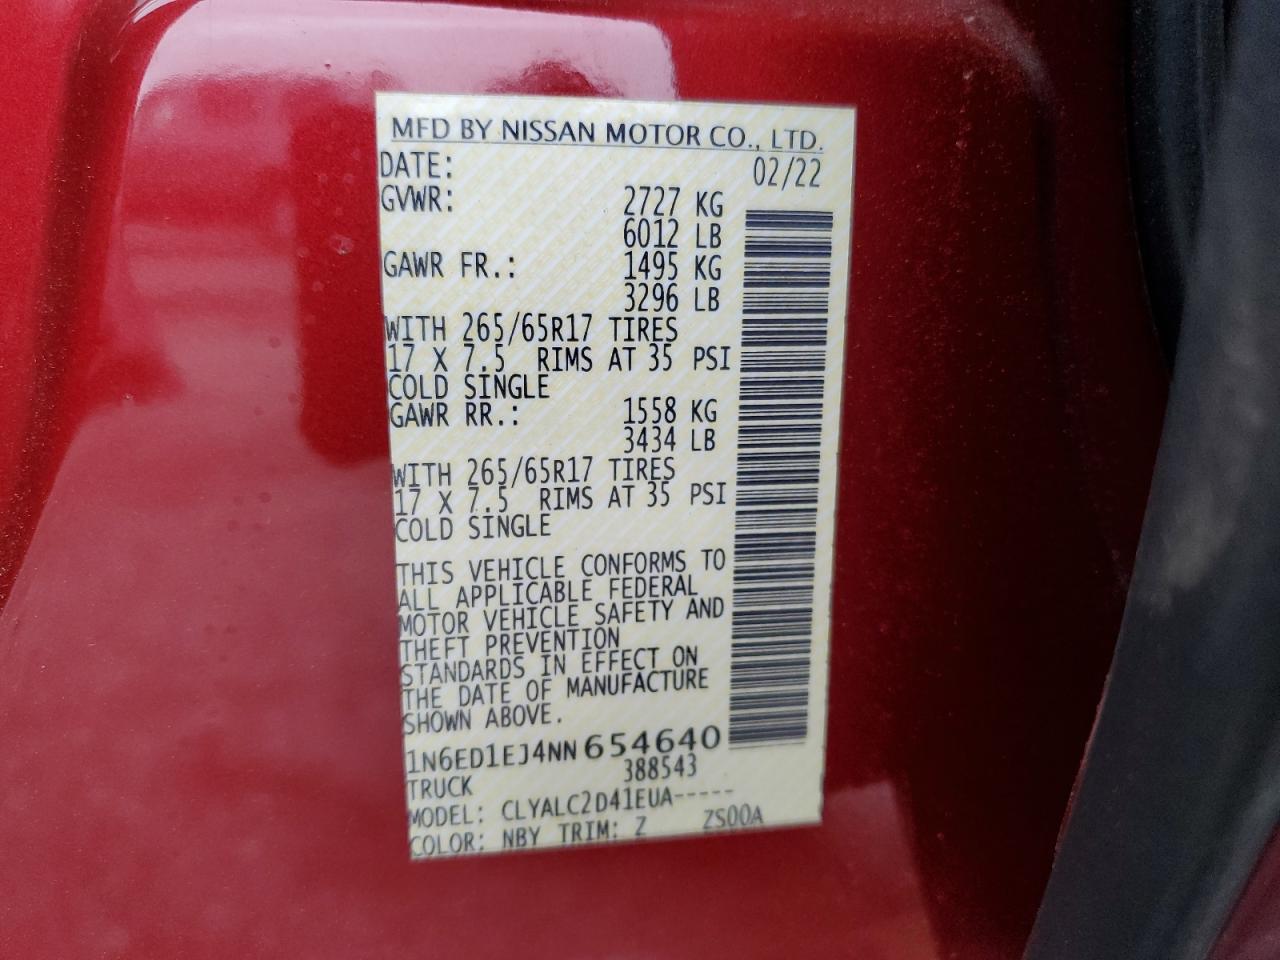 MFD BY NISSAN MOTOR CO., LTD.
DATE: 02/22
GVWR: 2727 KG
6012 LB
GAWR FR.: 1495 KG
3296 LB
WITH 265/65R17 TIRES
17 X 7.5 RIMS AT 35 PSI
COLD SINGLE
GAWR RR.: 1558 KG
3434 LB
WITH 265/65R17 TIRES
17 X 7.5 RIMS AT 35 PSI
COLD SINGLE
THIS VEHICLE CONFORMS TO
ALL APPLICABLE FEDERAL
MOTOR VEHICLE SAFETY AND
THEFT PREVENTION
STANDARDS IN EFFECT ON
THE DATE OF MANUFACTURE
SHOWN ABOVE.
1N6ED1EJ4NN654640
TRUCK 388543
MODEL: CLYALC2D41EUA-----
COLOR: NBY TRIM: Z ZS00A